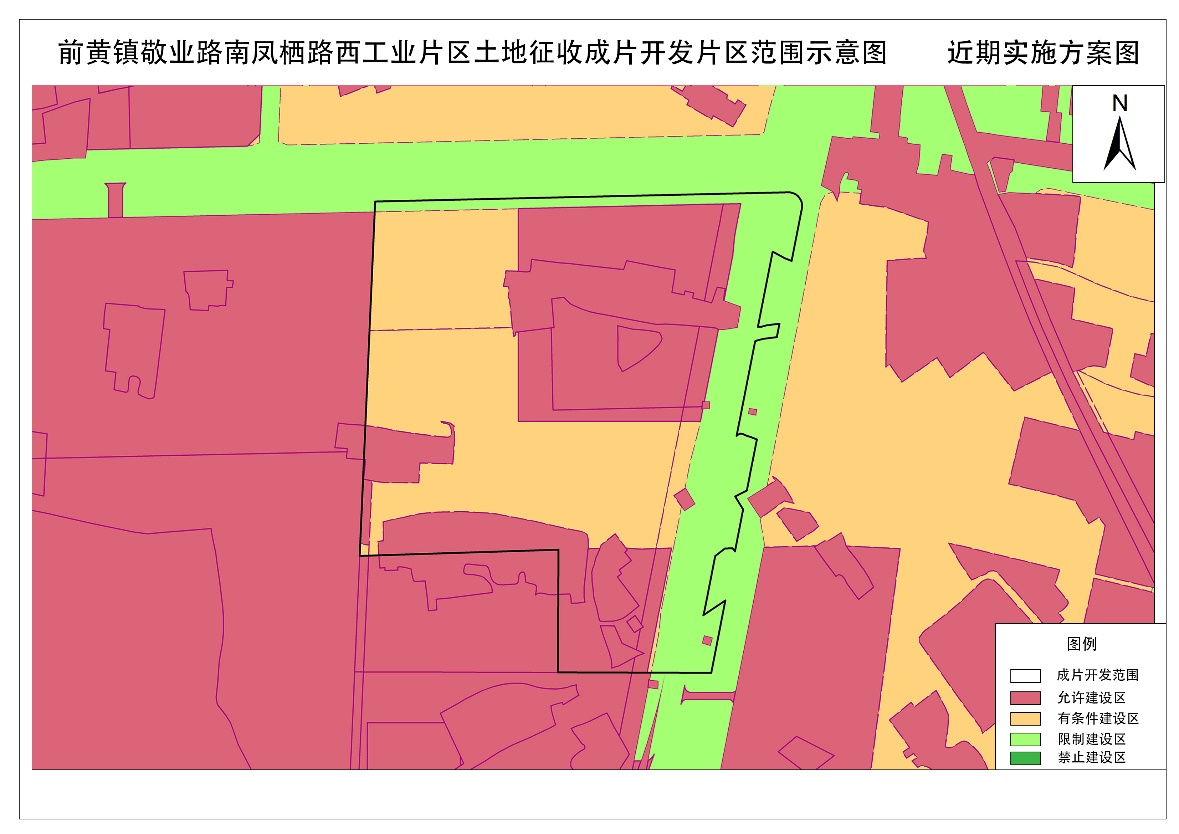 前黄镇敬业路南凤栖路西工业片区土地征收成片开发片区范围示意图 近期实施方案图
N
图例
成片开发范围
允许建设区
有条件建设区
限制建设区
禁止建设区